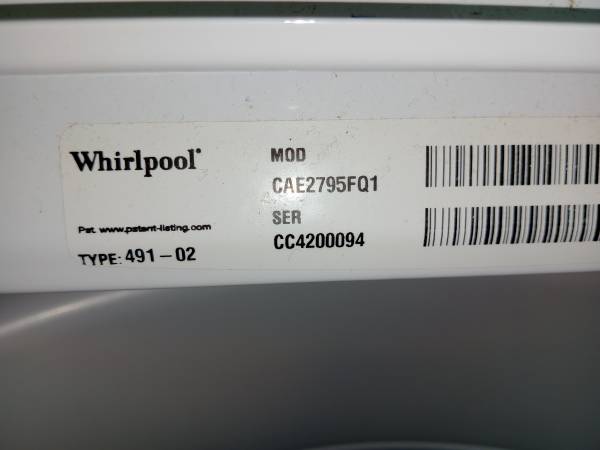 Whirlpool
MOD
CAE2795FQ1
SER
CC4200094
Pat. www.patent-listing.com
TYPE: 491-02